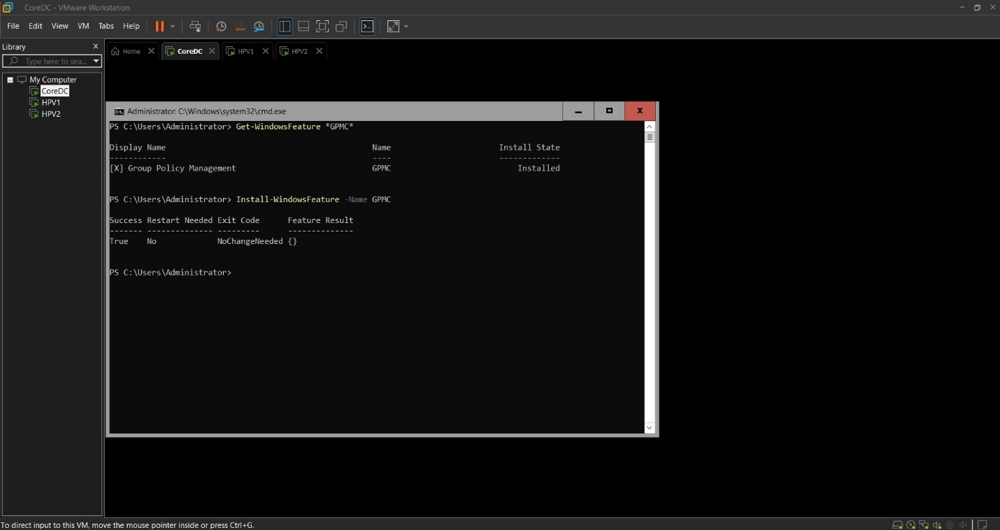 CoreDC - VMware Workstation
File Edit View VM Tabs Help
Library
Home CoreDC HPV1 HPV2
Type here to sea...
My Computer
CoreDC
HPV1
HPV2
Administrator: C:\Windows\system32\cmd.exe
PS C:\Users\Administrator> Get-WindowsFeature *GPMC*
Display Name Name Install State
------------ ---- -------------
[X] Group Policy Management GPMC Installed
PS C:\Users\Administrator> Install-WindowsFeature -Name GPMC
Success Restart Needed Exit Code Feature Result
------- -------------- --------- --------------
True No NoChangeNeeded {}
PS C:\Users\Administrator>
To direct input to this VM, move the mouse pointer inside or press Ctrl+G.